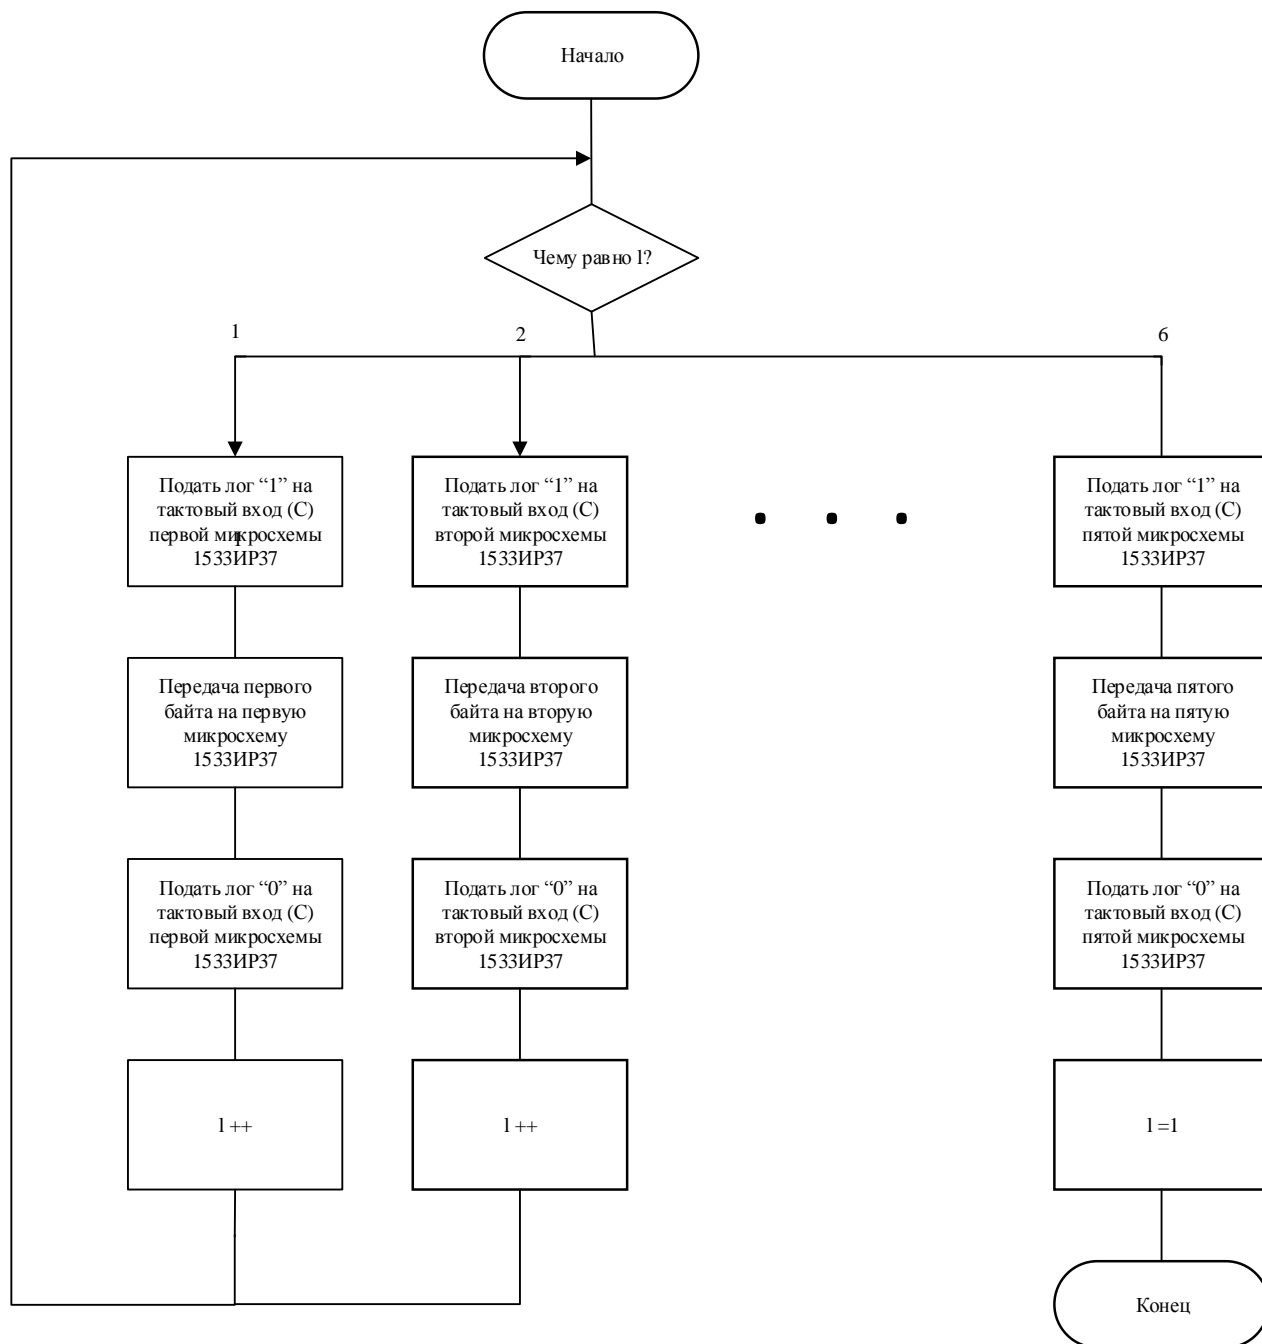 Начало
Чему равно l?
1
2
6
Подать лог “1” на
тактовый вход (С)
первой микросхемы
1533ИР37
1
Подать лог “1” на
тактовый вход (С)
второй микросхемы
1533ИР37
Подать лог “1” на
тактовый вход (С)
пятой микросхемы
1533ИР37
Передача первого
байта на первую
микросхему
1533ИР37
Передача второго
байта на вторую
микросхему
1533ИР37
Передача пятого
байта на пятую
микросхему
1533ИР37
Подать лог “0” на
тактовый вход (С)
первой микросхемы
1533ИР37
Подать лог “0” на
тактовый вход (С)
второй микросхемы
1533ИР37
Подать лог “0” на
тактовый вход (С)
пятой микросхемы
1533ИР37
l ++
l ++
l =1
Конец